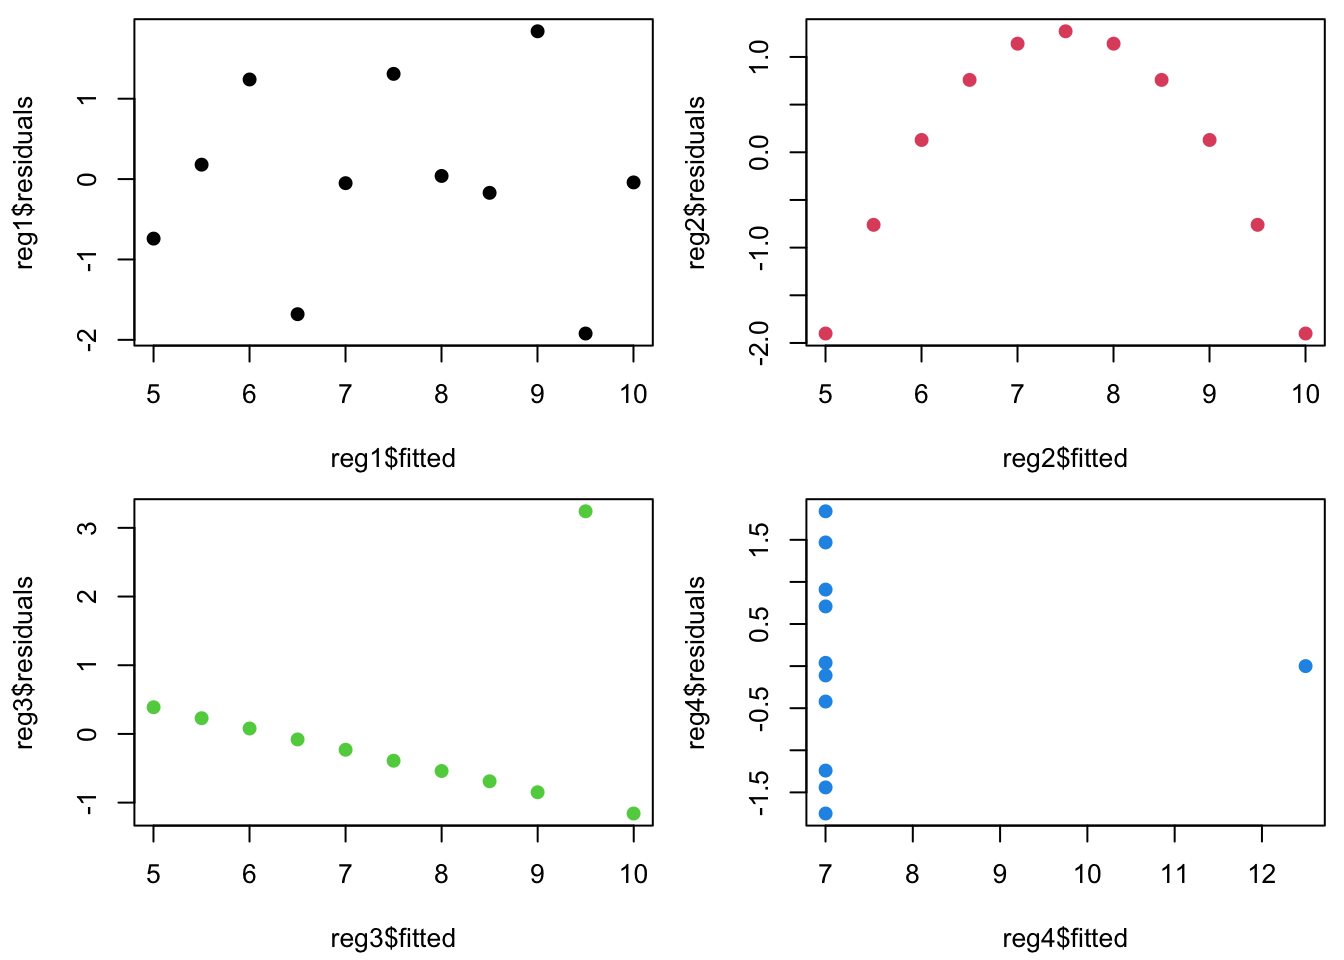 reg1$residuals
1
0
-1
-2
5 6 7 8 9 10
reg1$fitted
reg2$residuals
1.0
0.0
-1.0
-2.0
5 6 7 8 9 10
reg2$fitted
reg3$residuals
3
2
1
0
-1
5 6 7 8 9 10
reg3$fitted
reg4$residuals
1.5
0.5
-0.5
-1.5
7 8 9 10 11 12
reg4$fitted